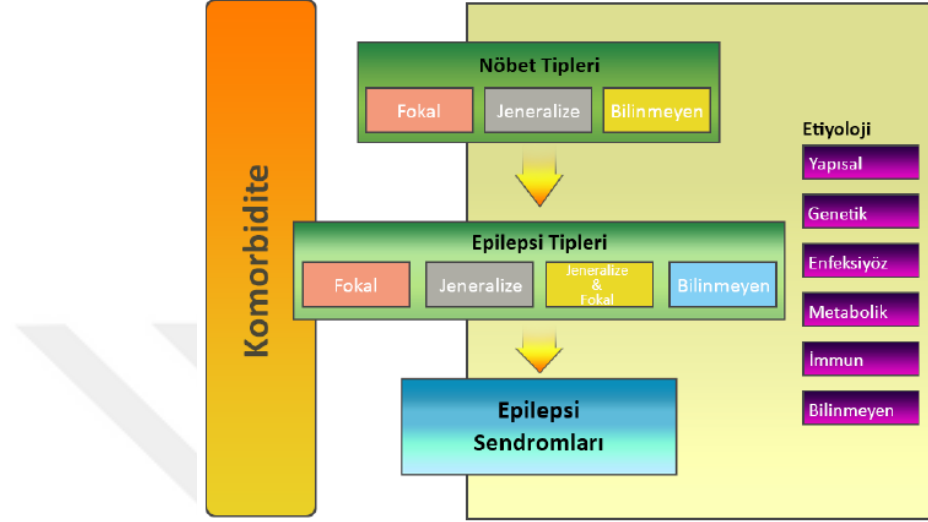 Komorbidite
Nöbet Tipleri
Fokal
Jeneralize
Bilinmeyen
Epilepsi Tipleri
Fokal
Jeneralize
Jeneralize
&
Fokal
Bilinmeyen
Epilepsi
Sendromları
Etiyoloji
Yapısal
Genetik
Enfeksiyöz
Metabolik
İmmun
Bilinmeyen